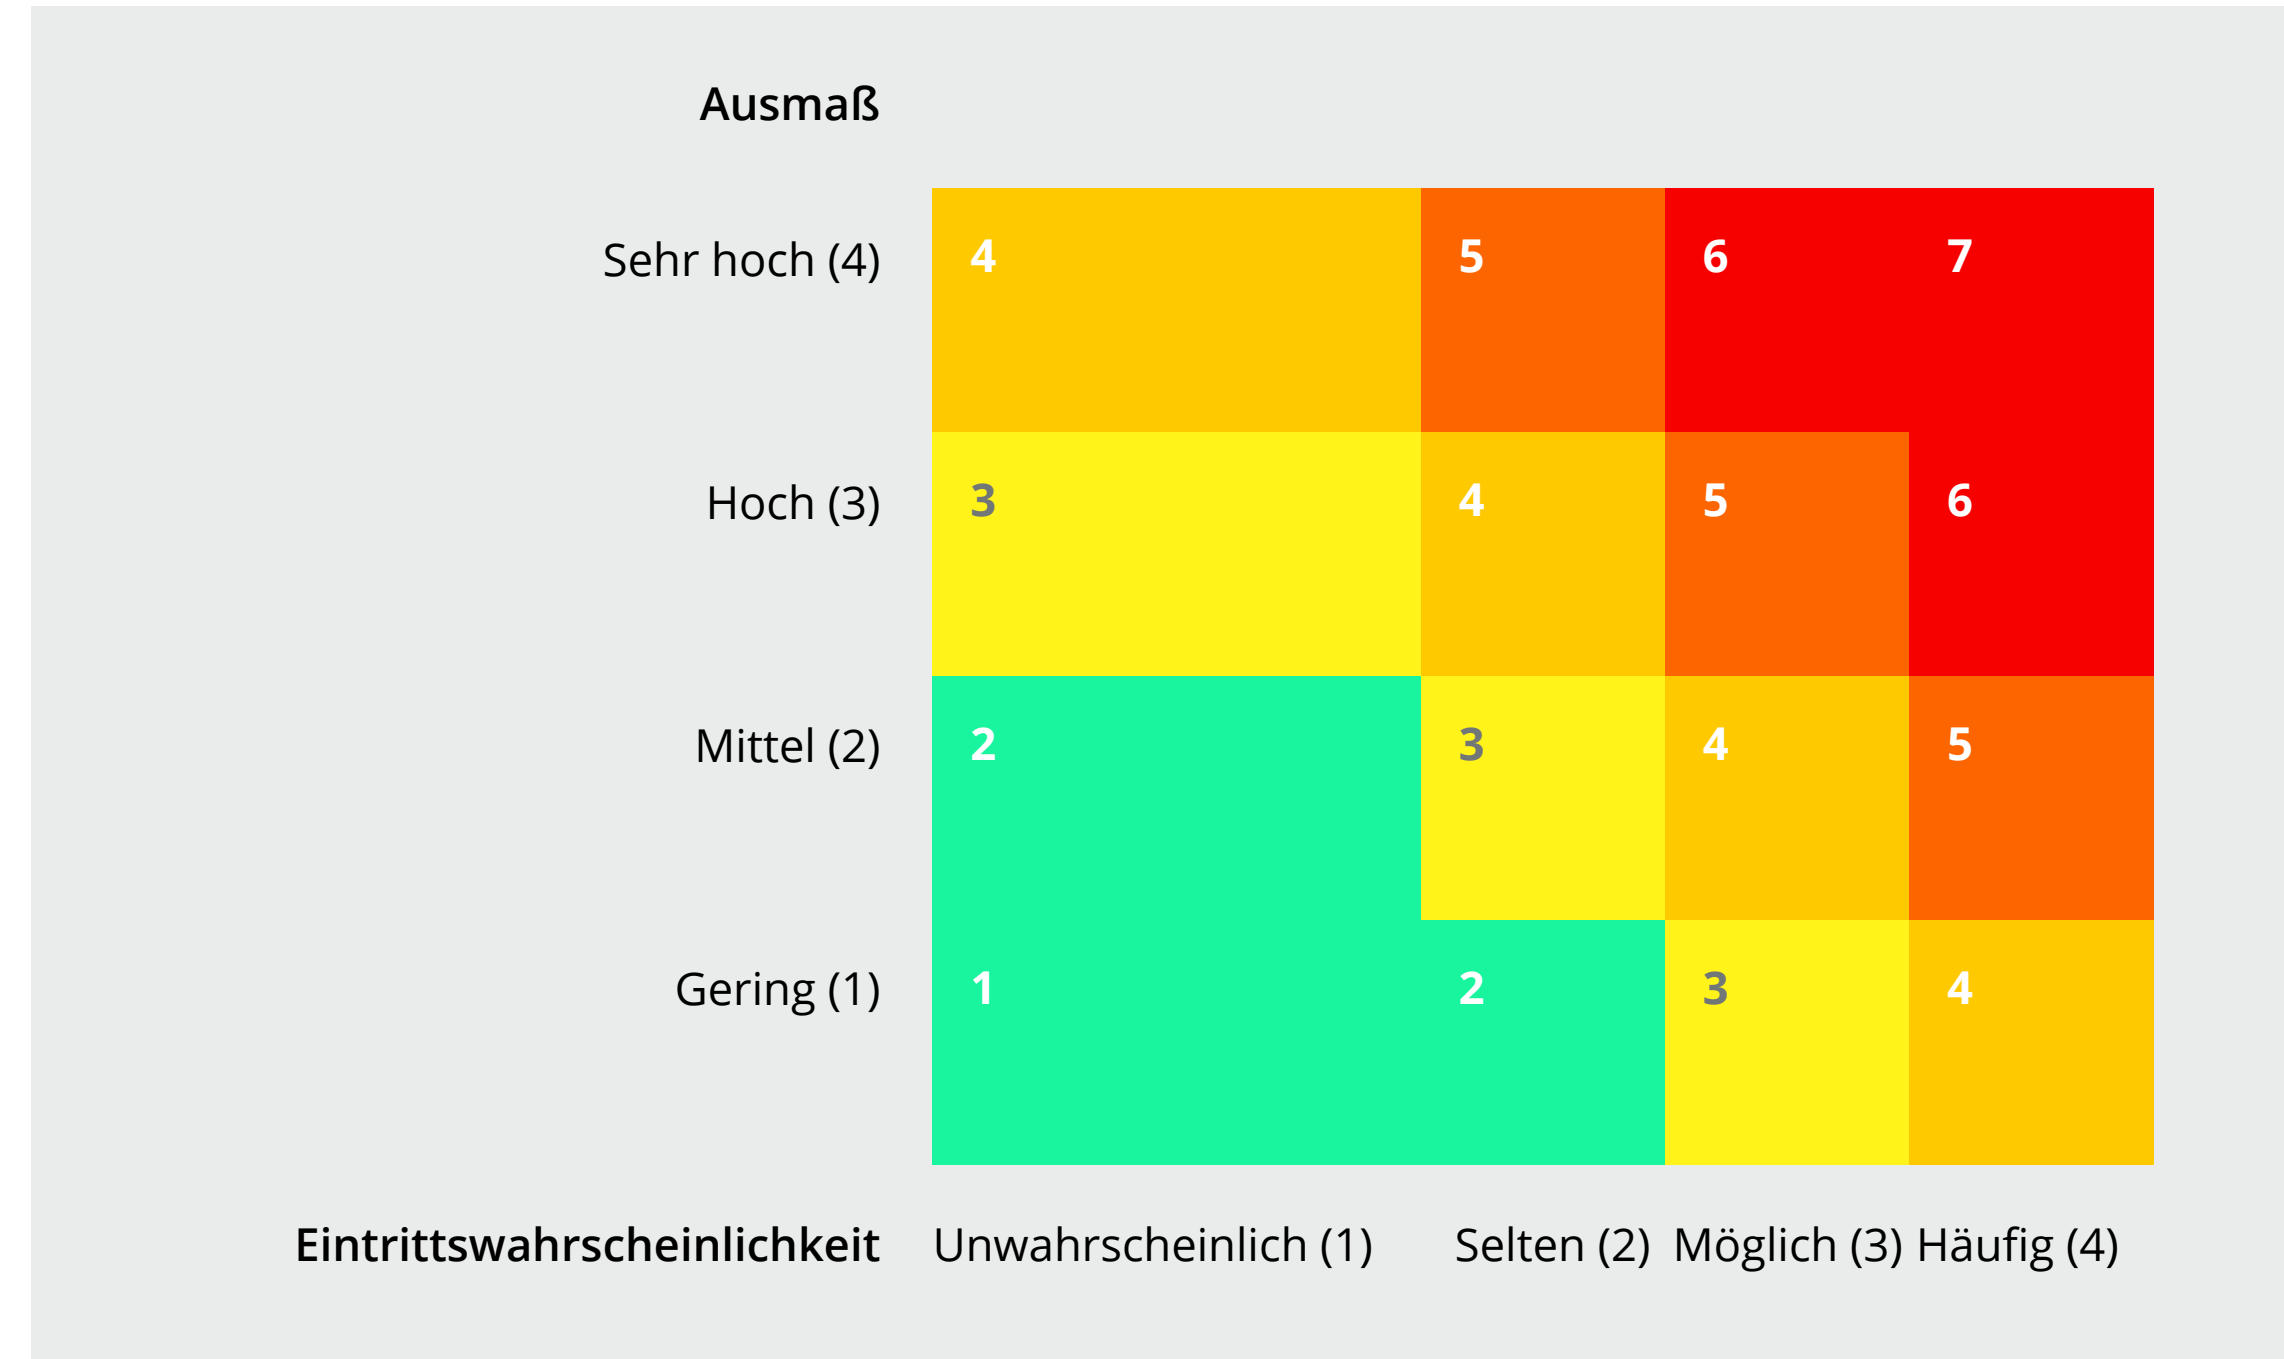 Ausmaß
Sehr hoch (4) 4 5 6 7
Hoch (3) 3 4 5 6
Mittel (2) 2 3 4 5
Gering (1) 1 2 3 4
Eintrittswahrscheinlichkeit Unwahrscheinlich (1) Selten (2) Möglich (3) Häufig (4)